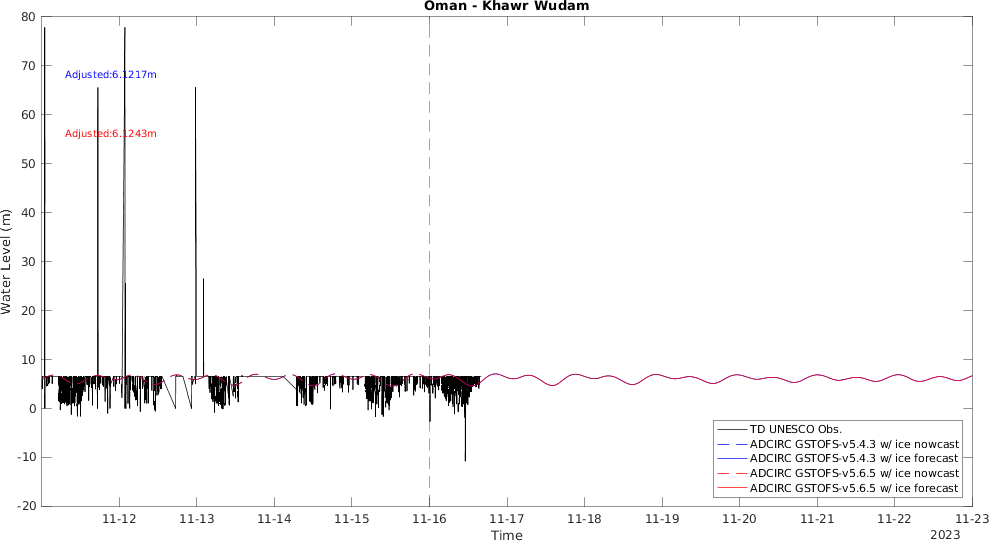 Oman - Khawr Wudam
80
70
60
50
40
30
20
10
0
-10
-20
Water Level (m)
Adjusted:6.1217m
Adjusted:6.1243m
TD UNESCO Obs.
ADCIRC GSTOFS-v5.4.3 w/ ice nowcast
ADCIRC GSTOFS-v5.4.3 w/ ice forecast
ADCIRC GSTOFS-v5.6.5 w/ ice nowcast
ADCIRC GSTOFS-v5.6.5 w/ ice forecast
11-12 11-13 11-14 11-15 11-16 11-17 11-18 11-19 11-20 11-21 11-22 11-23
Time
2023